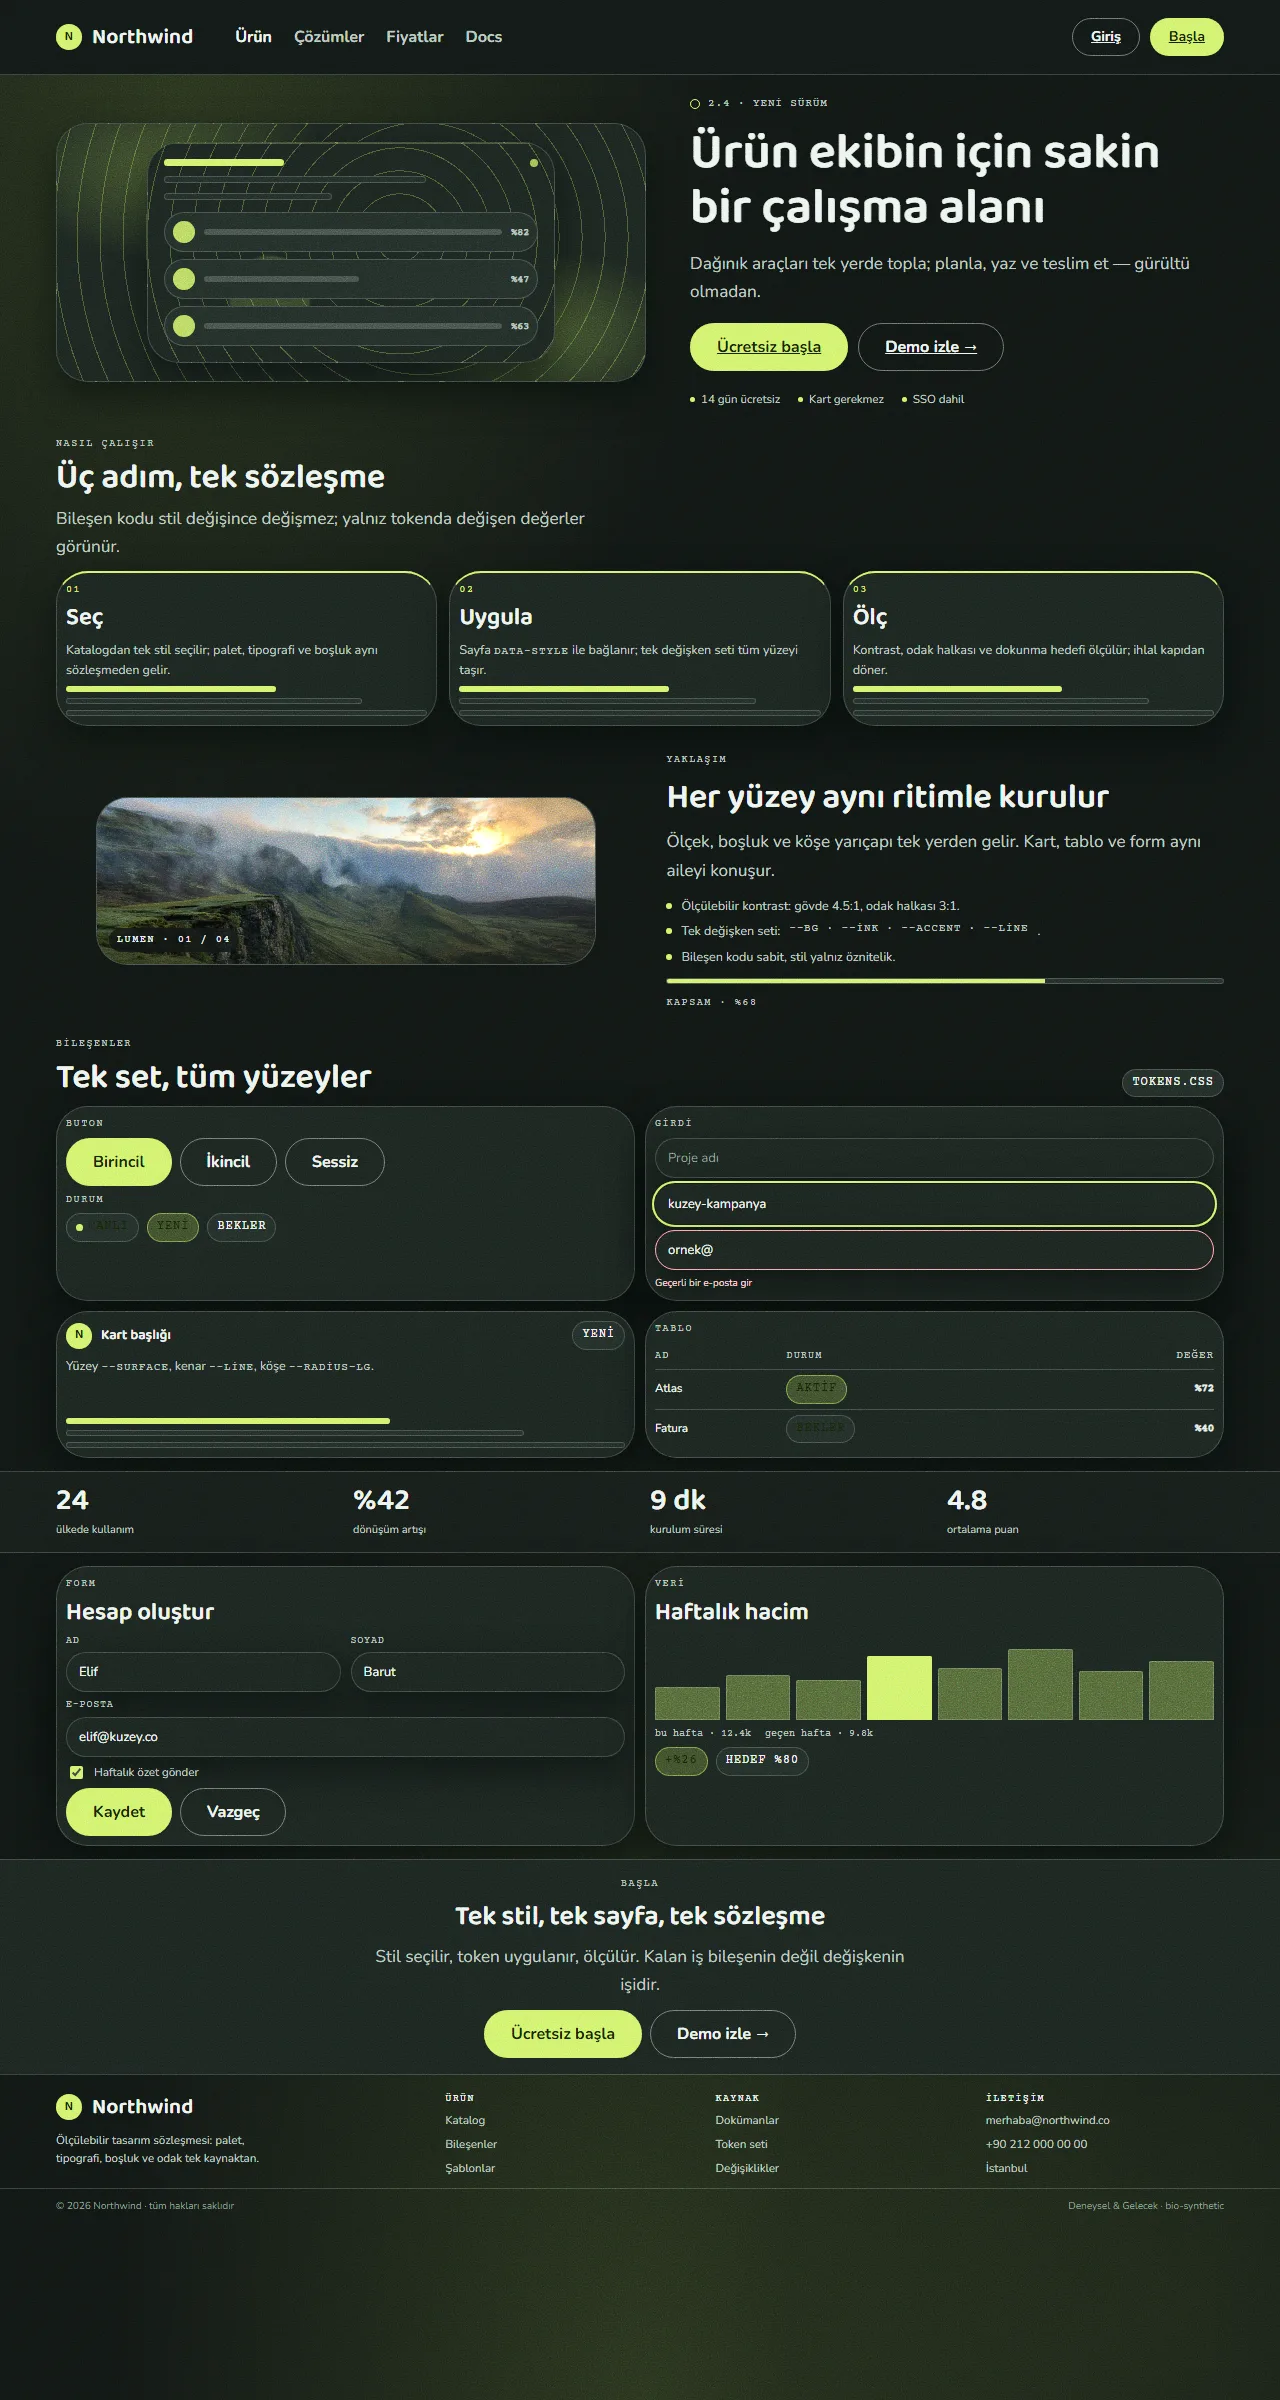 N Northwind Ürün Çözümler Fiyatlar Docs Giriş Başla
2.4 · YENİ SÜRÜM
Ürün ekibin için sakin
bir çalışma alanı
Dağınık araçları tek yerde topla; planla, yaz ve teslim et — gürültü
olmadan.
Ücretsiz başla Demo izle →
14 gün ücretsiz Kart gerekmez SSO dahil
%82
%47
%63
NASIL ÇALIŞIR
Üç adım, tek sözleşme
Bileşen kodu stil değişince değişmez; yalnız tokenda değişen değerler
görünür.
01
Seç
Katalogdan tek stil seçilir; palet, tipografi ve boşluk aynı
sözleşmeden gelir.
02
Uygula
Sayfa DATA-STYLE ile bağlanır; tek değişken seti tüm yüzeyi
taşır.
03
Ölç
Kontrast, odak halkası ve dokunma hedefi ölçülür; ihlal kapıdan
döner.
LUMEN · 01 / 04
YAKLAŞIM
Her yüzey aynı ritimle kurulur
Ölçek, boşluk ve köşe yarıçapı tek yerden gelir. Kart, tablo ve form aynı
aileyi konuşur.
Ölçülebilir kontrast: gövde 4.5:1, odak halkası 3:1.
Tek değişken seti: --BG · --İNK · --ACCENT · --LİNE .
Bileşen kodu sabit, stil yalnız öznitelik.
KAPSAM · %68
BİLEŞENLER
Tek set, tüm yüzeyler
TOKENS.CSS
BUTON
Birincil İkincil Sessiz
DURUM
CANLI YENİ BEKLER
GİRDİ
Proje adı
kuzey-kampanya
ornek@
Geçerli bir e-posta gir
N Kart başlığı YENİ
Yüzey --SURFACE, kenar --LİNE, köşe --RADİUS-LG.
TABLO
AD DURUM DEĞER
Atlas AKTİF %72
Fatura BEKLER %40
24 %42 9 dk 4.8
ülkede kullanım dönüşüm artışı kurulum süresi ortalama puan
FORM
Hesap oluştur
AD SOYAD
Elif Barut
E-POSTA
elif@kuzey.co
Haftalık özet gönder
Kaydet Vazgeç
VERİ
Haftalık hacim
bu hafta · 12.4k geçen hafta · 9.8k
+%26 HEDEF %80
BAŞLA
Tek stil, tek sayfa, tek sözleşme
Stil seçilir, token uygulanır, ölçülür. Kalan iş bileşenin değil değişkenin
işidir.
Ücretsiz başla Demo izle →
N Northwind
Ölçülebilir tasarım sözleşmesi: palet,
tipografi, boşluk ve odak tek kaynaktan.
ÜRÜN
Katalog
Bileşenler
Şablonlar
KAYNAK
Dokümanlar
Token seti
Değişiklikler
İLETİŞİM
merhaba@northwind.co
+90 212 000 00 00
İstanbul
© 2026 Northwind · tüm hakları saklıdır Deneysel & Gelecek · bio-synthetic